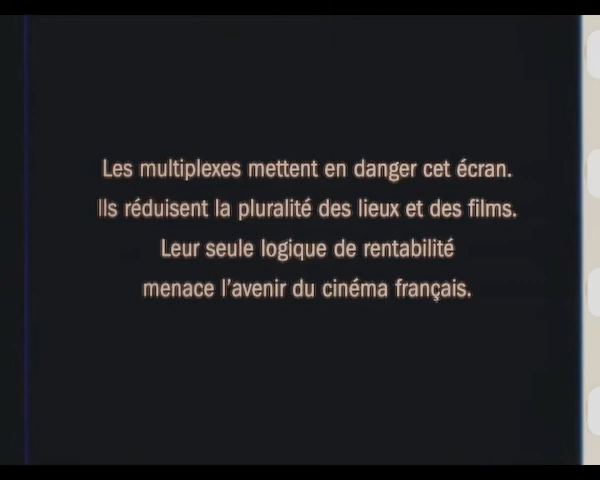 Les multiplexes mettent en danger cet écran.
Ils réduisent la pluralité des lieux et des films.
Leur seule logique de rentabilité
menace l'avenir du cinéma français.